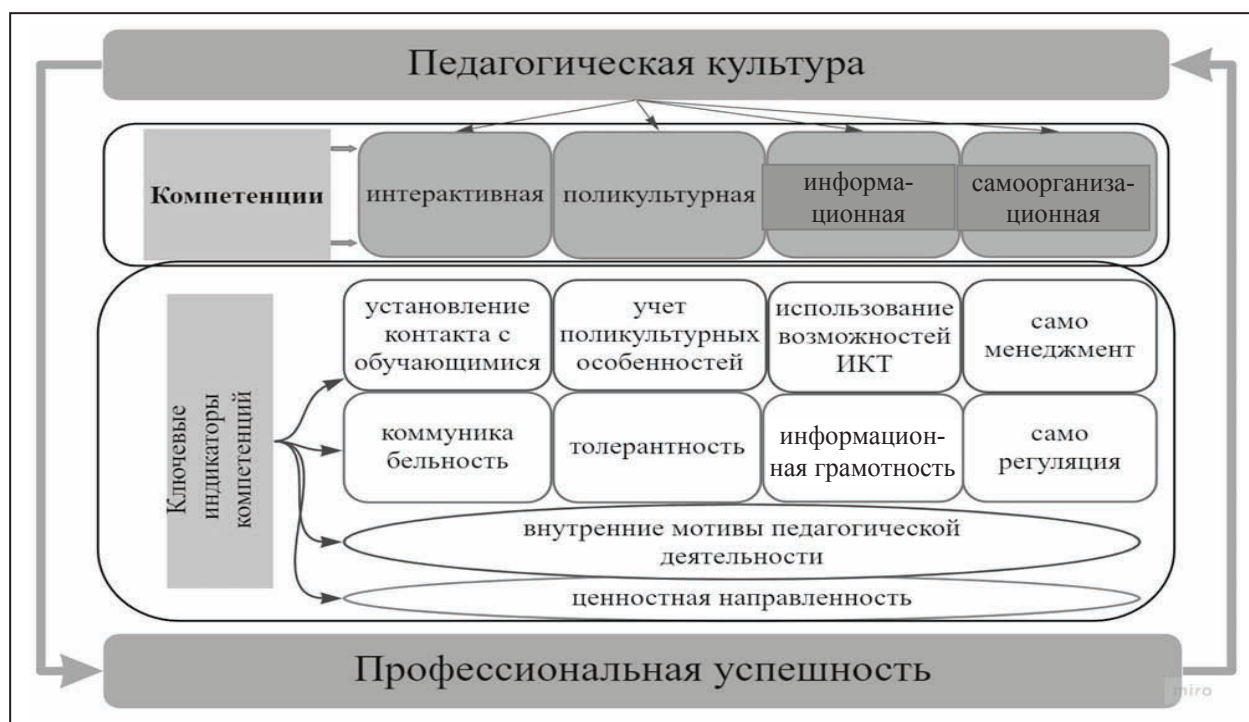 Педагогическая культура
Компетенции
интерактивная
поликультурная
информа-
ционная
самоорганиза-
ционная
Ключевые
индикаторы
компетенций
установление
контакта с
обучающимися
учет
поликультурных
особенностей
использование
возможностей
ИКТ
само
менеджмент
коммуника
бельность
толерантность
информацион-
ная грамотность
само
регуляция
внутренние мотивы педагогической
деятельности
ценностная направленность
Профессиональная успешность
miro